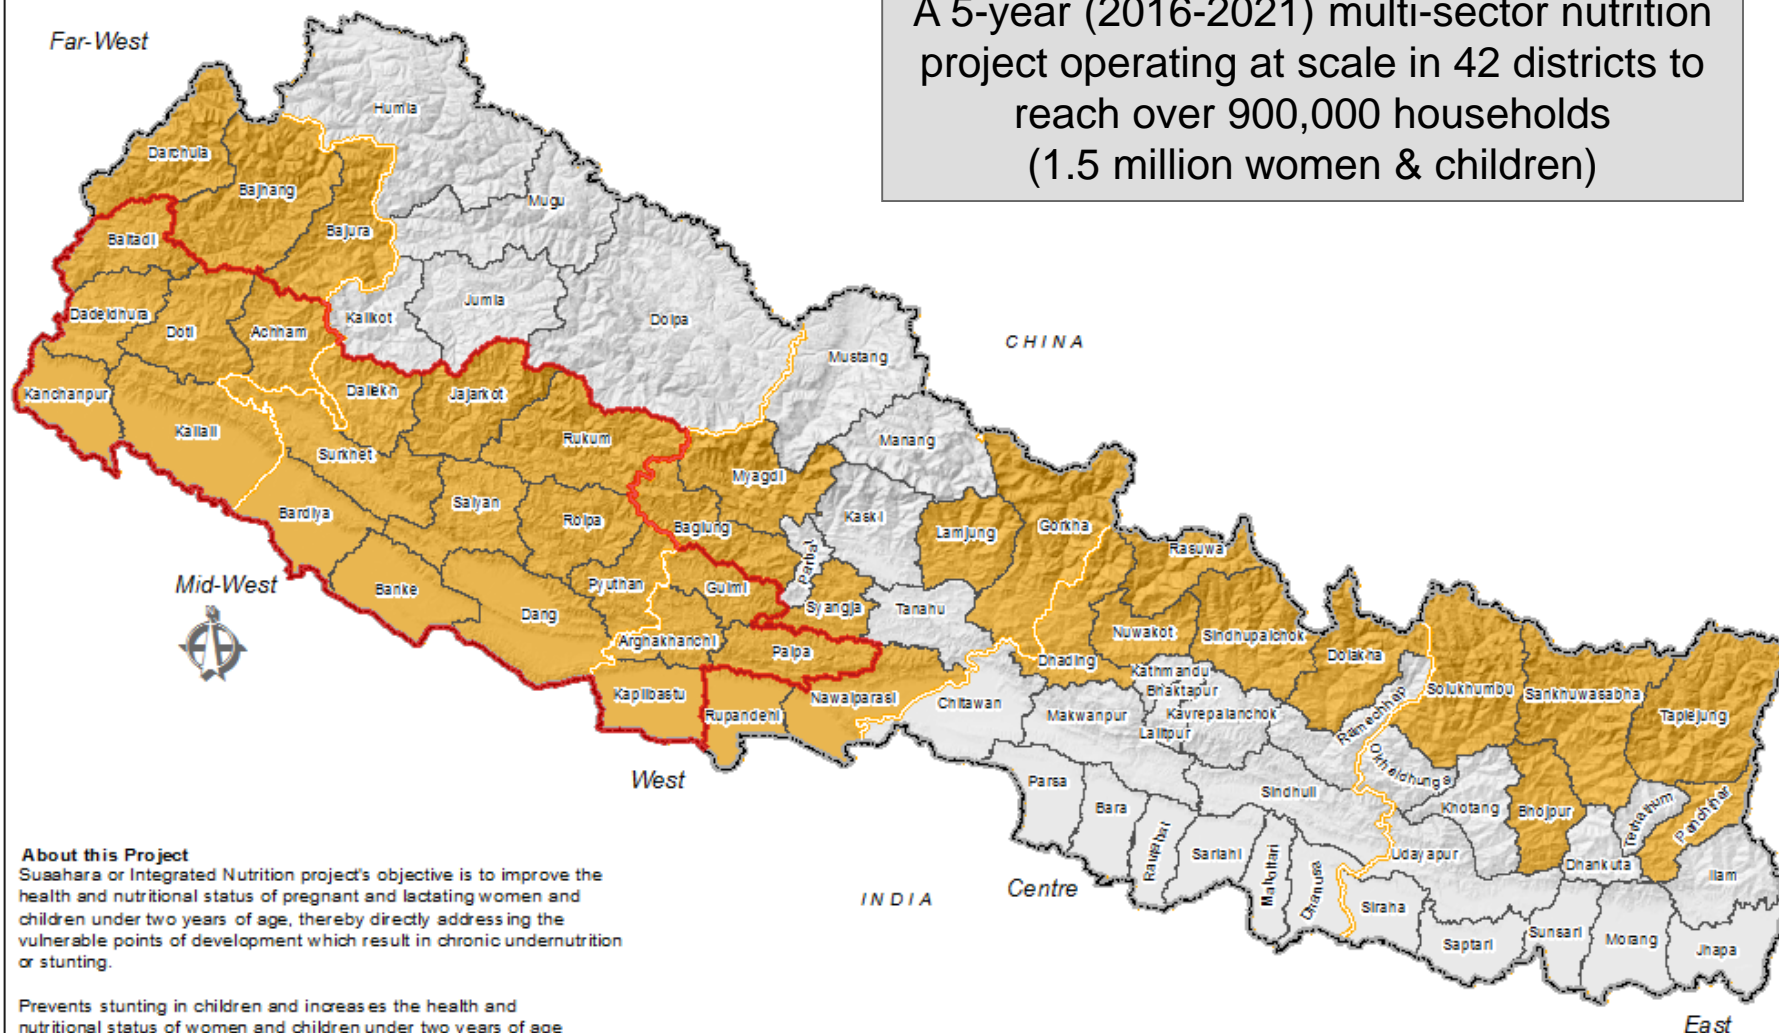 A 5-year (2016-2021) multi-sector nutrition
project operating at scale in 42 districts to
reach over 900,000 households
(1.5 million women & children)
Far-West
Humla
Darchula
Bajhang
Mugu
Baitadi
Bajura
Jumla
Dadeldhura
Doti
Achham
Kalikot
Dolpa
CHINA
Mustang
Kanchanpur
Dailekh
Jajarkot
Kailali
Rukum
Manang
Surkhet
Myagdi
Salyan
Bardiya
Rolpa
Baglung
Kaski
Lamjung
Gorkha
Rasuwa
Parbat
Mid-West
Banke
Pyuthan
Gulmi
Syangja
Tanahu
Dang
Nuwakot
Sindhupalchok
Arghakhanchi
Palpa
Dhading
Dolakha
Kathmandu
Bhaktapur
Kapilbastu
Nawalparasi
Chitawan
Solukhumbu
Sankhuwasabha
Rupandehi
Makwanpur
Kavrepalanchok
Lalitpur
Ramechhap
Taplejung
West
Okhaldhunga
Parsa
Bara
Sindhuli
Khotang
Bhojpur
Terhathum
Panchthar
Rautahat
Sarlahi
Mahottari
Dhanusa
Udayapur
Dhankuta
Ilam
INDIA
Centre
Siraha
Saptari
Sunsari
Morang
Jhapa
East
About this Project
Suaahara or Integrated Nutrition project's objective is to improve the
health and nutritional status of pregnant and lactating women and
children under two years of age, thereby directly addressing the
vulnerable points of development which result in chronic undernutrition
or stunting.
Prevents stunting in children and increases the health and
nutritional status of women and children under two years of age